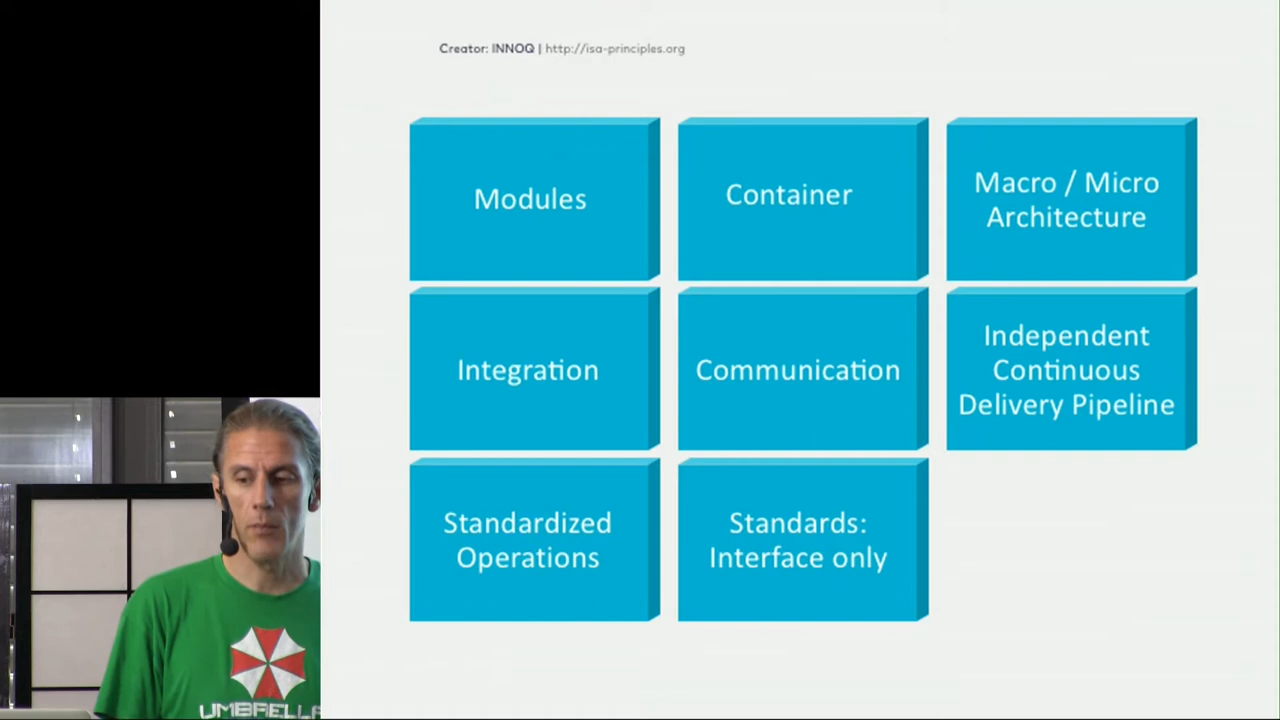 Creator: INNOQ | http://isa-principles.org
Modules
Container
Macro / Micro
Architecture
Integration
Communication
Independent
Continuous
Delivery Pipeline
Standardized
Operations
Standards:
Interface only
UMBRELLA